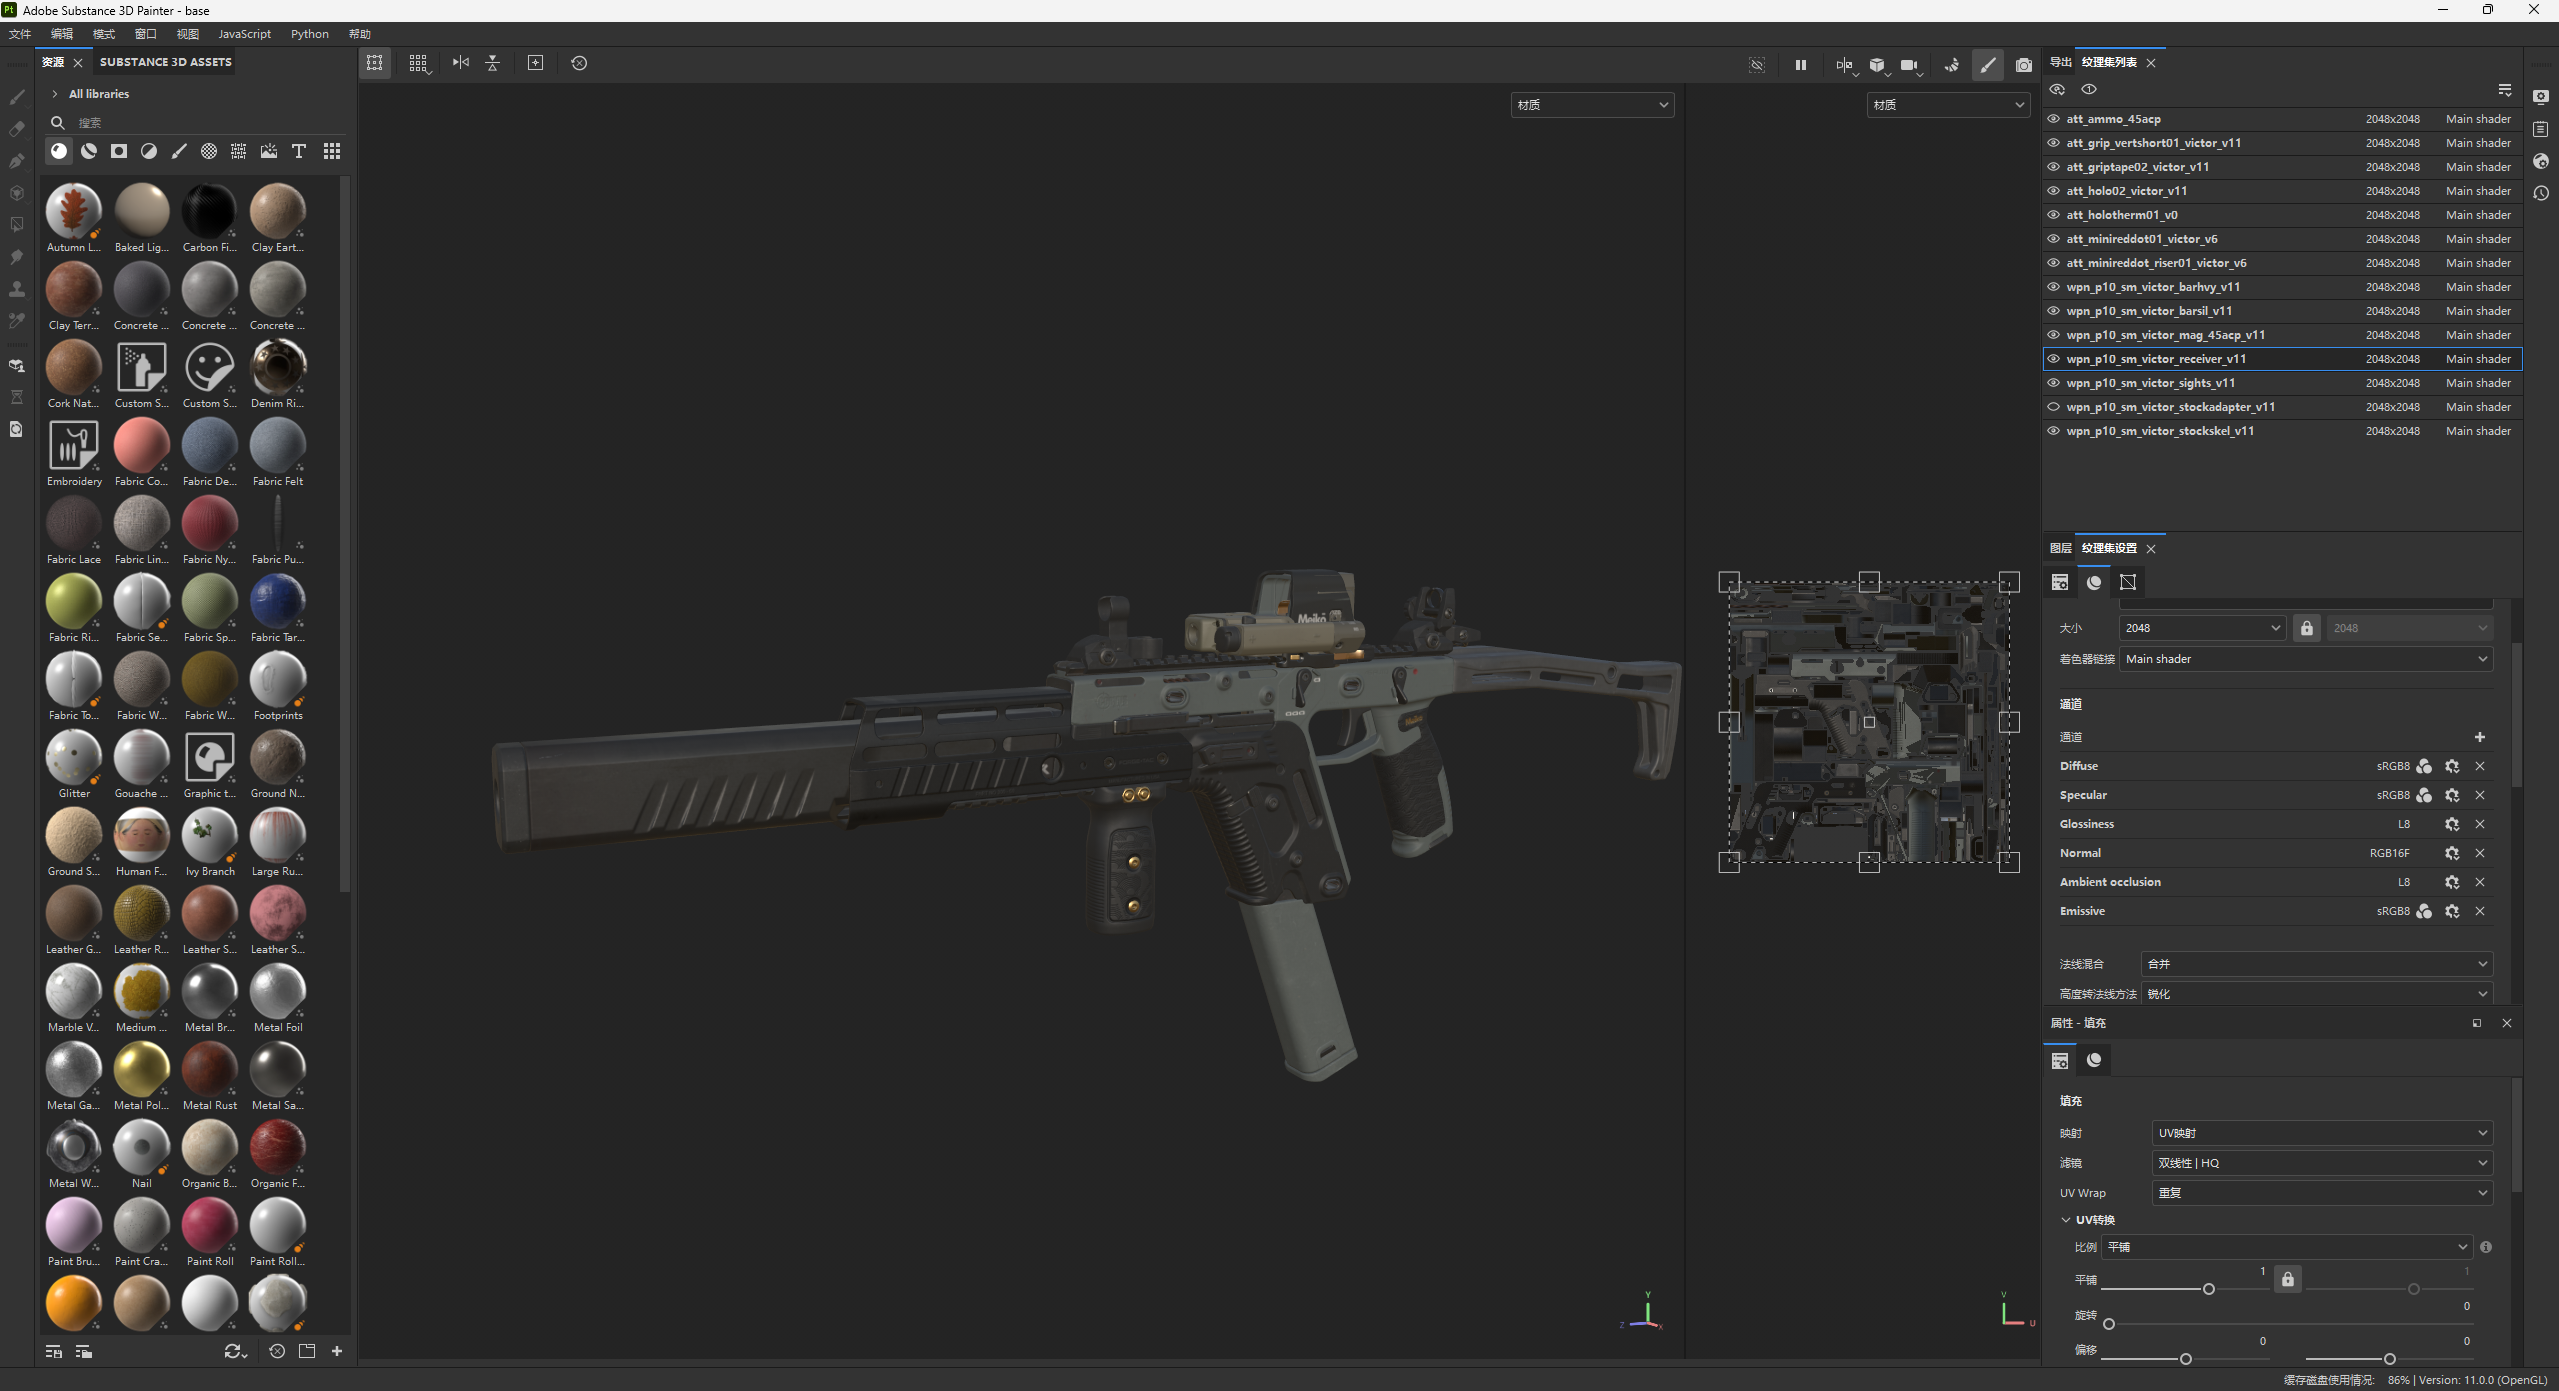 Pt Adobe Substance 3D Painter - base
文件 编辑 模式 窗口 视图 JavaScript Python 帮助
资源 SUBSTANCE 3D ASSETS
All libraries
搜索
Autumn L... Baked Lig... Carbon Fi... Clay Eart...
Clay Terr... Concrete ... Concrete ... Concrete ...
Cork Nat... Custom S... Custom S... Denim Ri...
Embroidery Fabric Co... Fabric De... Fabric Felt
Fabric Lace Fabric Lin... Fabric Ny... Fabric Pu...
Fabric Ri... Fabric Se... Fabric Sp... Fabric Tar...
Fabric To... Fabric W... Fabric W... Footprints
Glitter Gouache ... Graphic t... Ground N...
Ground S... Human F... Ivy Branch Large Ru...
Leather G... Leather R... Leather S... Leather S...
Marble V... Medium ... Metal Br... Metal Foil
Metal Ga... Metal Pol... Metal Rust Metal Sa...
Metal W... Nail Organic B... Organic F...
Paint Bru... Paint Cra... Paint Roll Paint Roll...
材质
材质
Meikō
Y
Z
X
V
U
导出 纹理集列表
att_ammo_45acp 2048x2048 Main shader
att_grip_vertshort01_victor_v11 2048x2048 Main shader
att_griptape02_victor_v11 2048x2048 Main shader
att_holo02_victor_v11 2048x2048 Main shader
att_holotherm01_v0 2048x2048 Main shader
att_minireddot01_victor_v6 2048x2048 Main shader
att_minireddot_riser01_victor_v6 2048x2048 Main shader
wpn_p10_sm_victor_barhvy_v11 2048x2048 Main shader
wpn_p10_sm_victor_barsil_v11 2048x2048 Main shader
wpn_p10_sm_victor_mag_45acp_v11 2048x2048 Main shader
wpn_p10_sm_victor_receiver_v11 2048x2048 Main shader
wpn_p10_sm_victor_sights_v11 2048x2048 Main shader
wpn_p10_sm_victor_stockadapter_v11 2048x2048 Main shader
wpn_p10_sm_victor_stockskel_v11 2048x2048 Main shader
图层 纹理集设置
大小 2048 2048
着色器链接 Main shader
通道
通道
Diffuse sRGB8
Specular sRGB8
Glossiness L8
Normal RGB16F
Ambient occlusion L8
Emissive sRGB8
法线混合 合并
高度转法线方法 锐化
属性 - 填充
填充
映射 UV映射
滤镜 双线性 | HQ
UV Wrap 重复
UV转换
比例 平铺
平铺 1 1
旋转 0
偏移 0 0
缓存磁盘使用情况: 86% | Version: 11.0.0 (OpenGL)